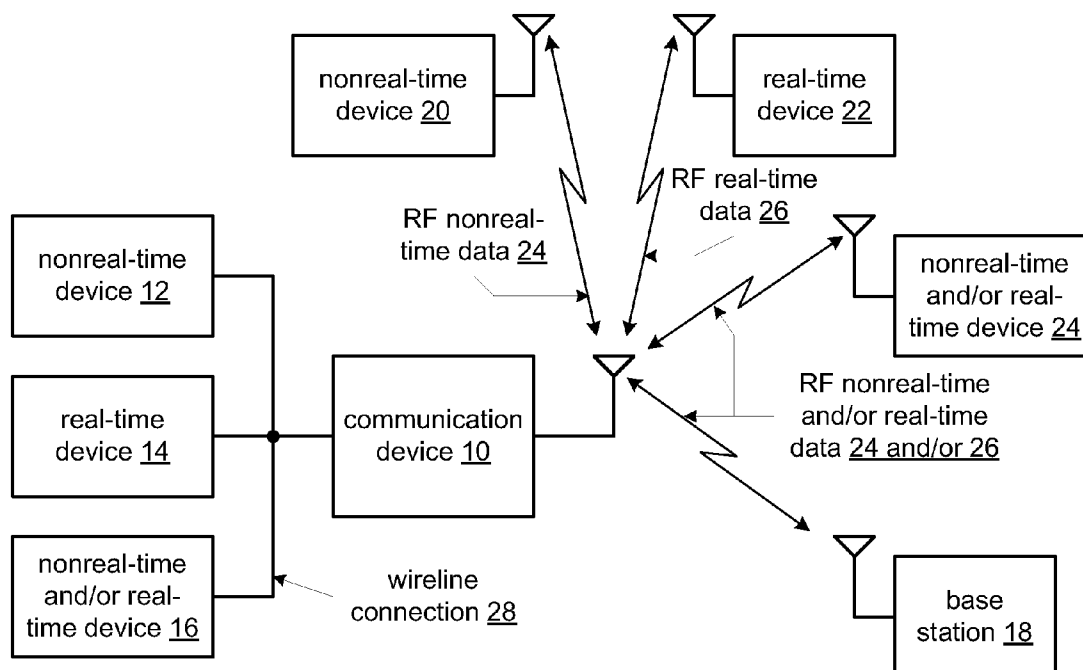 nonreal-time
device 20
real-time
device 22
RF real-time
data 26
RF nonreal-
time data 24
nonreal-time
device 12
nonreal-time
and/or real-
time device 24
real-time
device 14
communication
device 10
RF nonreal-time
and/or real-time
data 24 and/or 26
nonreal-time
and/or real-
time device 16
wireline
connection 28
base
station 18